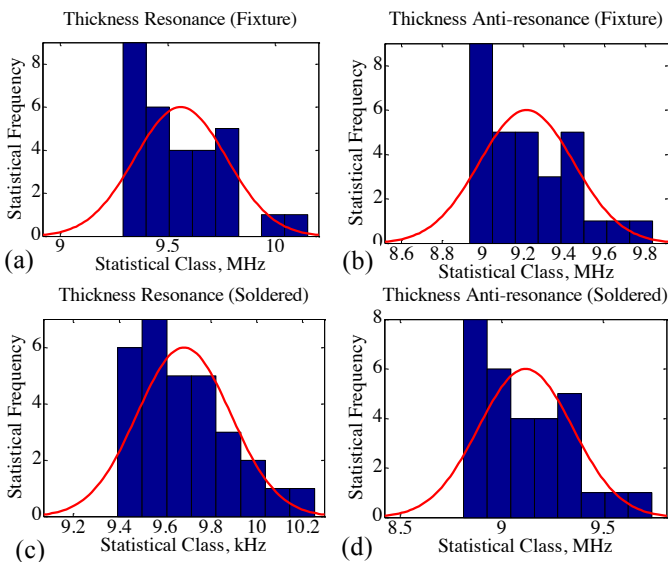 Thickness Resonance (Fixture)
Statistical Frequency
8
6
4
2
0
9
9.5
10
(a)
Statistical Class, MHz
Thickness Anti-resonance (Fixture)
Statistical Frequency
8
6
4
2
0
8.6
8.8
9
9.2
9.4
9.6
9.8
(b)
Statistical Class, MHz
Thickness Resonance (Soldered)
Statistical Frequency
6
4
2
0
9.2
9.4
9.6
9.8
10
10.2
(c)
Statistical Class, kHz
Thickness Anti-resonance (Soldered)
Statistical Frequency
8
6
4
2
0
8.5
9
9.5
(d)
Statistical Class, MHz